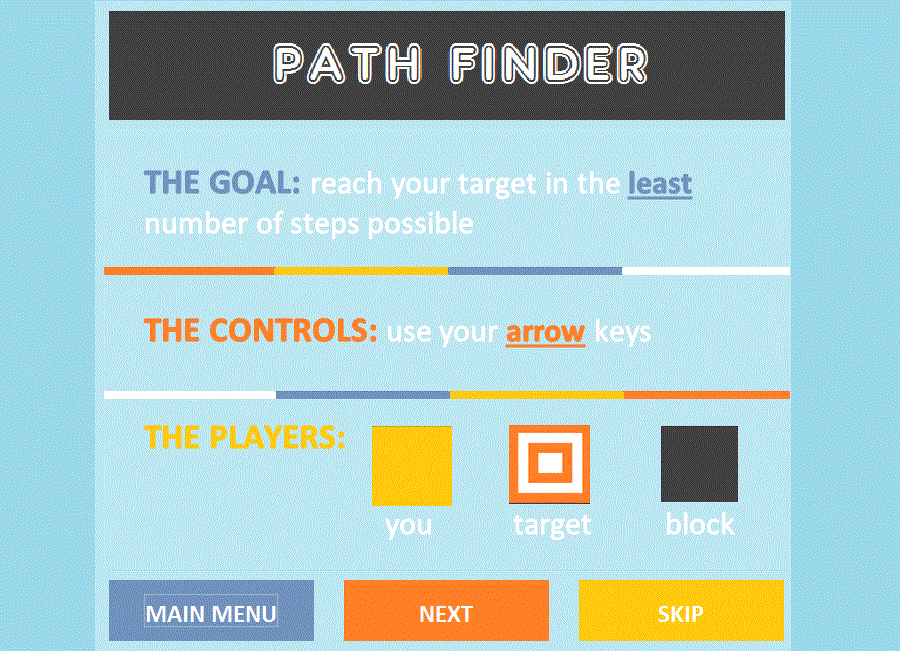 PATH FINDER
THE GOAL: reach your target in the least
number of steps possible
THE CONTROLS: use your arrow keys
THE PLAYERS:
you target block
MAIN MENU NEXT SKIP